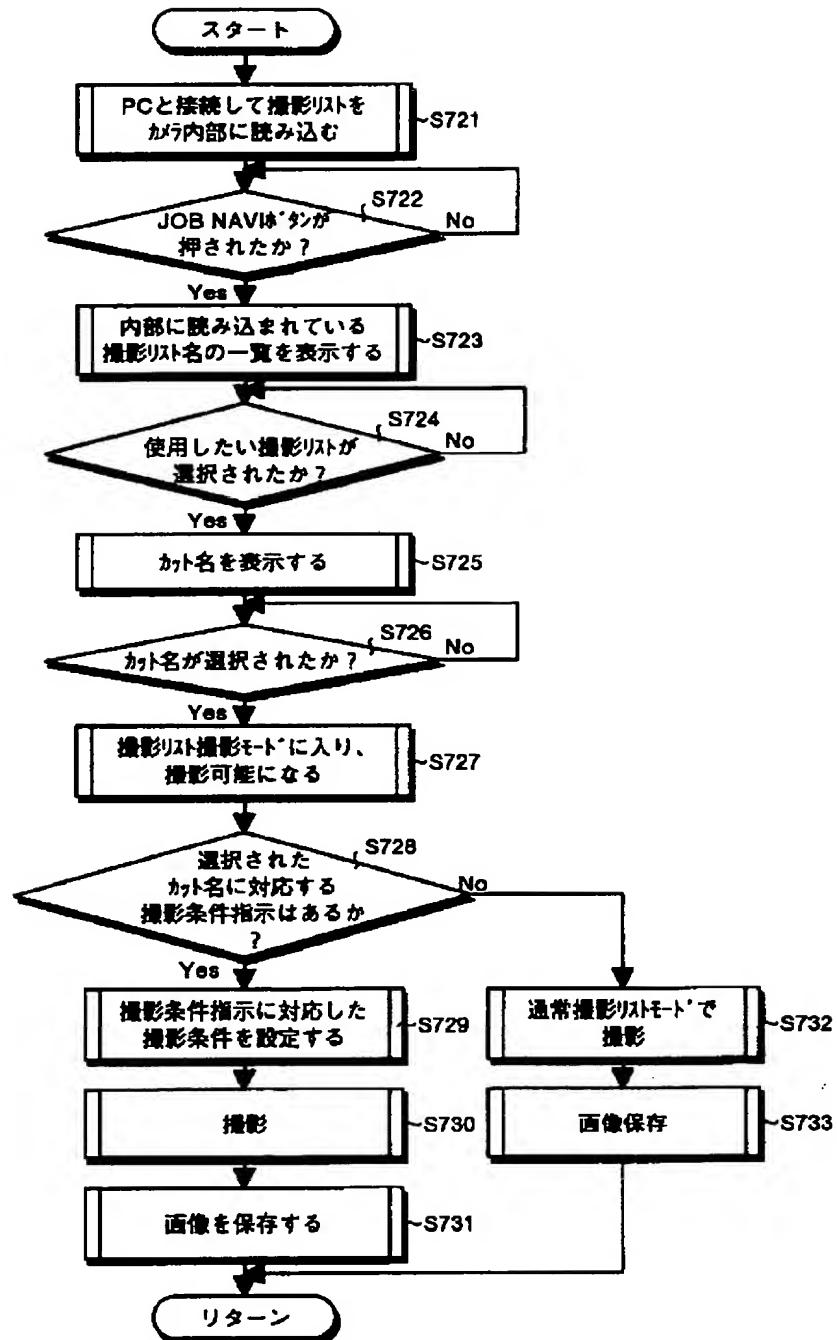 スタート
PCと接続して撮影リストを
カメラ内部に読み込む
S721
S722
JOB NAVIボタンが
押されたか？
No
Yes
内部に読み込まれている
撮影リスト名の一覧を表示する
S723
S724
使用したい撮影リストが
選択されたか？
No
Yes
カット名を表示する
S725
S726
カット名が選択されたか？
No
Yes
撮影リスト撮影モードに入り、
撮影可能になる
S727
S728
選択された
カット名に対応する
撮影条件指示はあるか
？
No
Yes
撮影条件指示に対応した
撮影条件を設定する
S729
通常撮影リストモードで
撮影
S732
撮影
S730
画像保存
S733
画像を保存する
S731
リターン